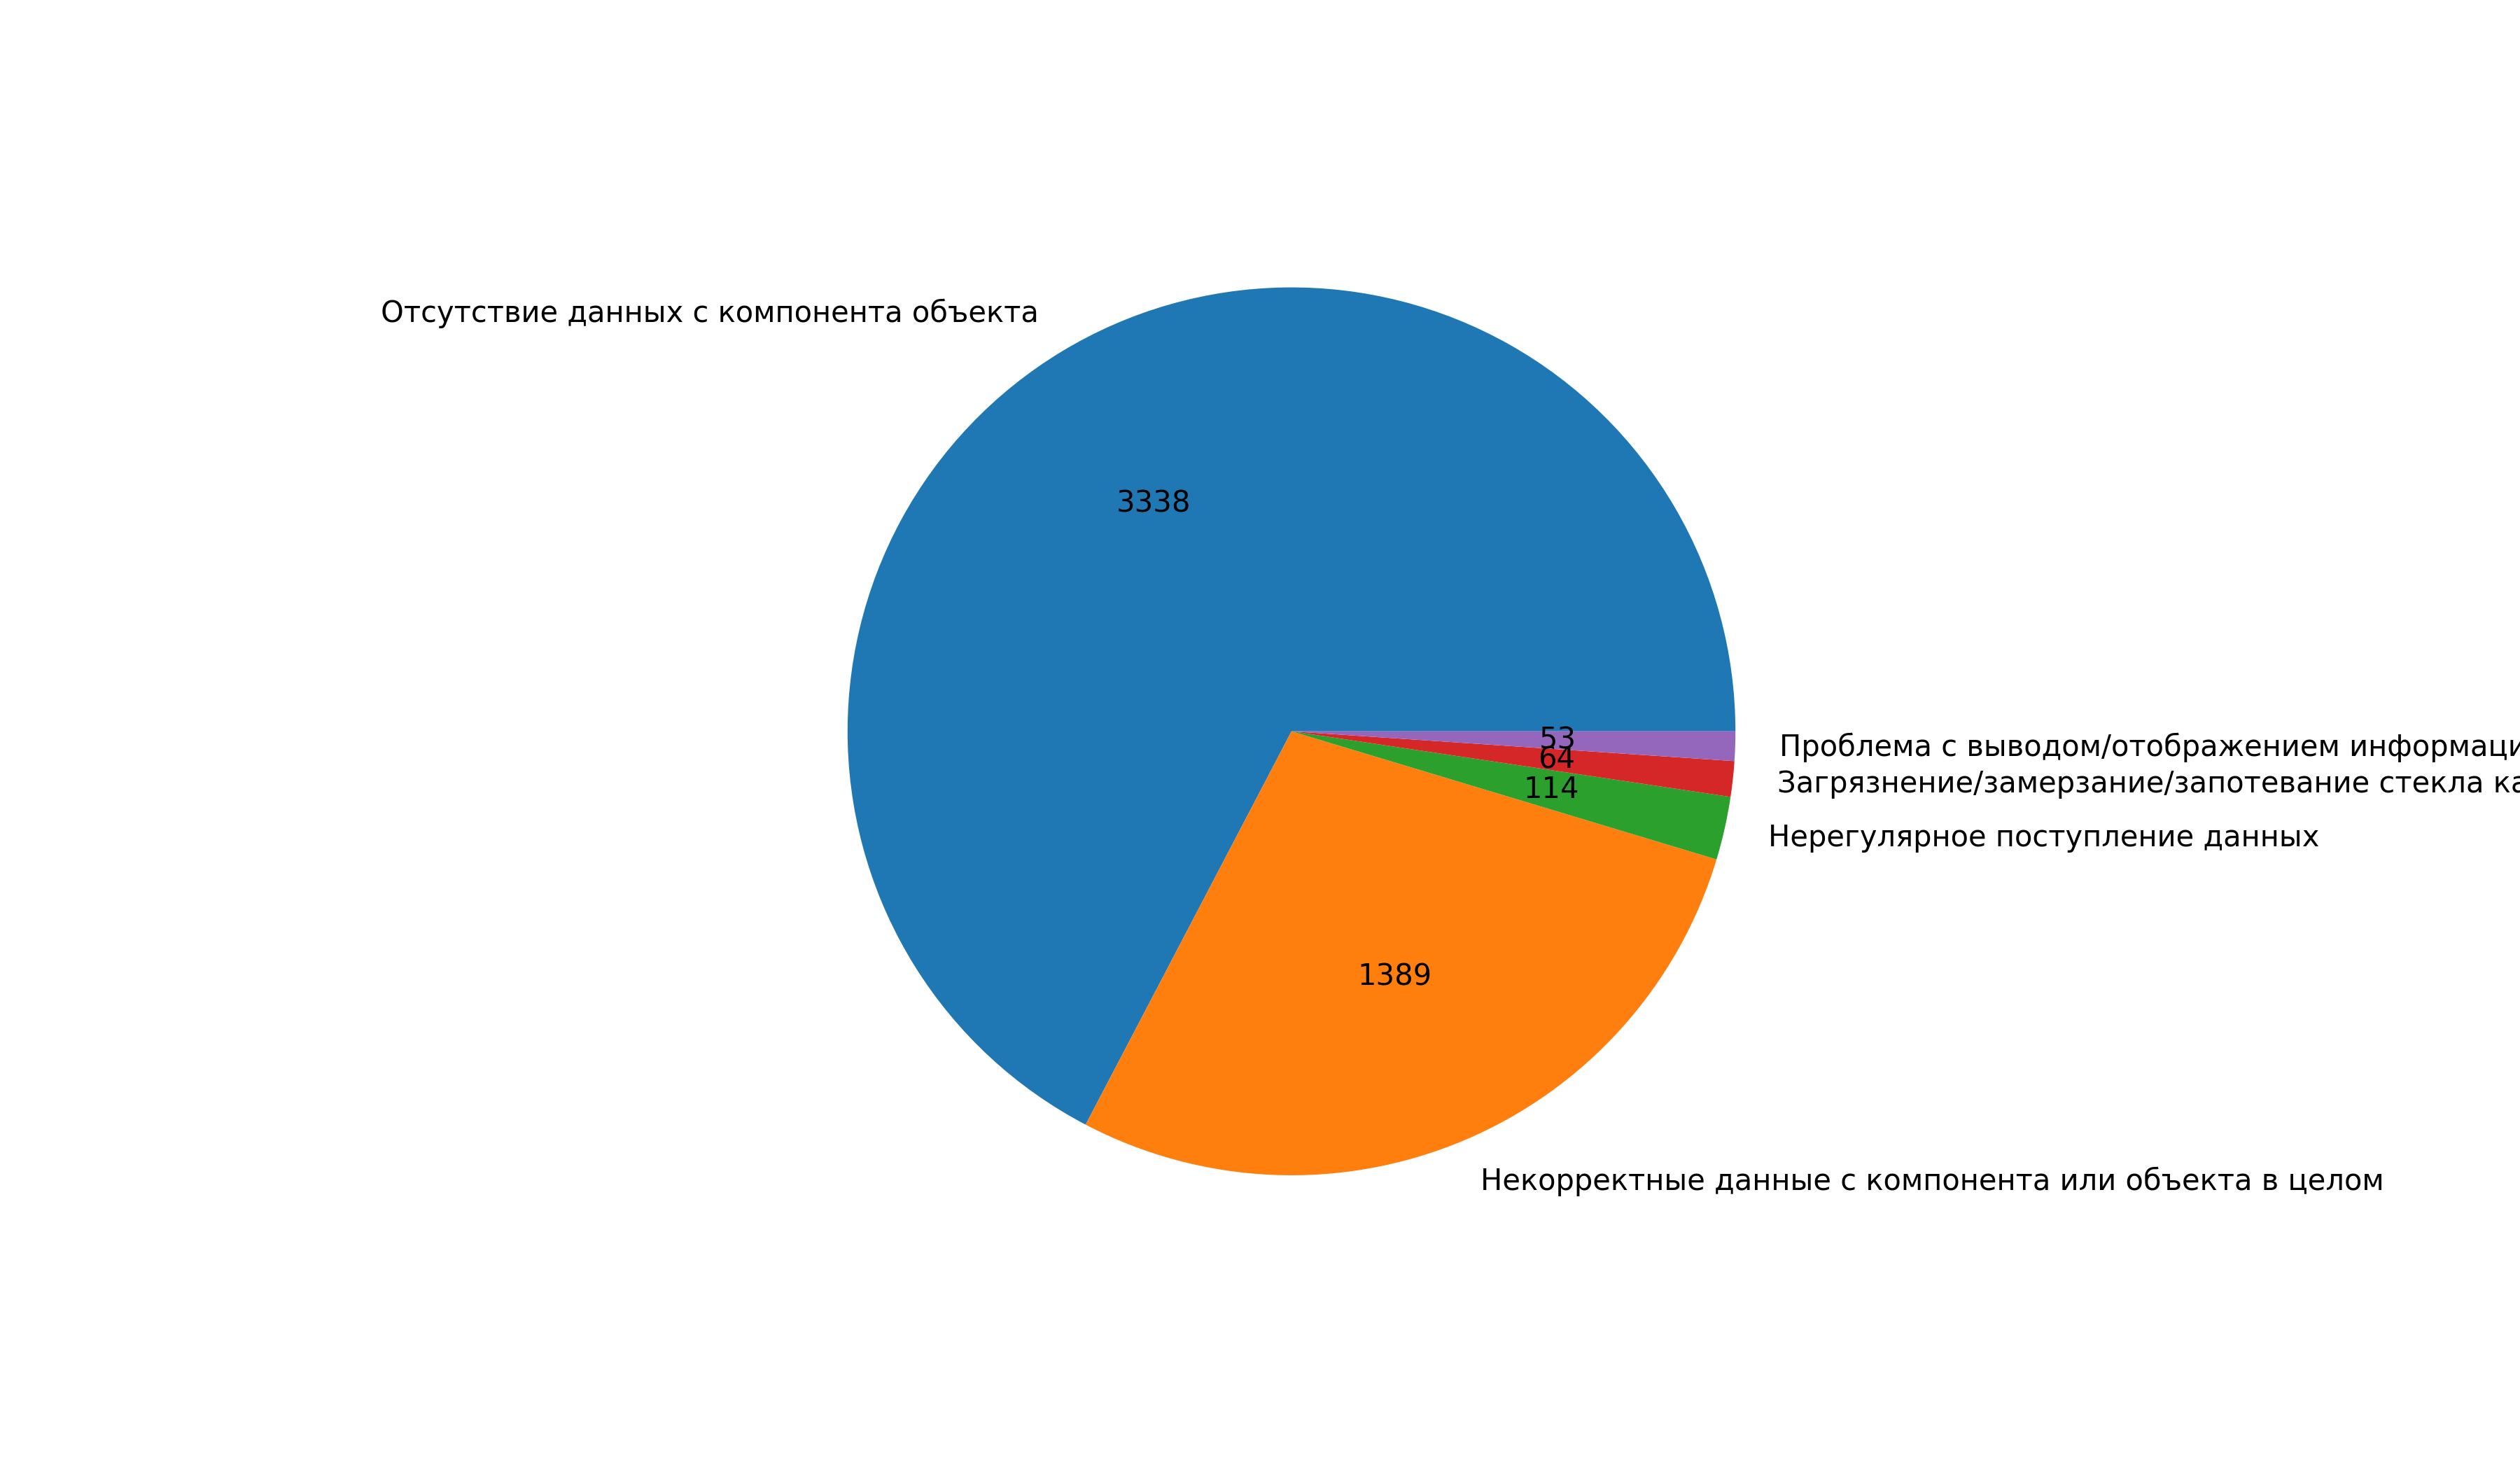 Отсутствие данных с компонента объекта
3338
53
Проблема с выводом/отображением информаци
64
Загрязнение/замерзание/запотевание стекла ка
114
Нерегулярное поступление данных
1389
Некорректные данные с компонента или объекта в целом